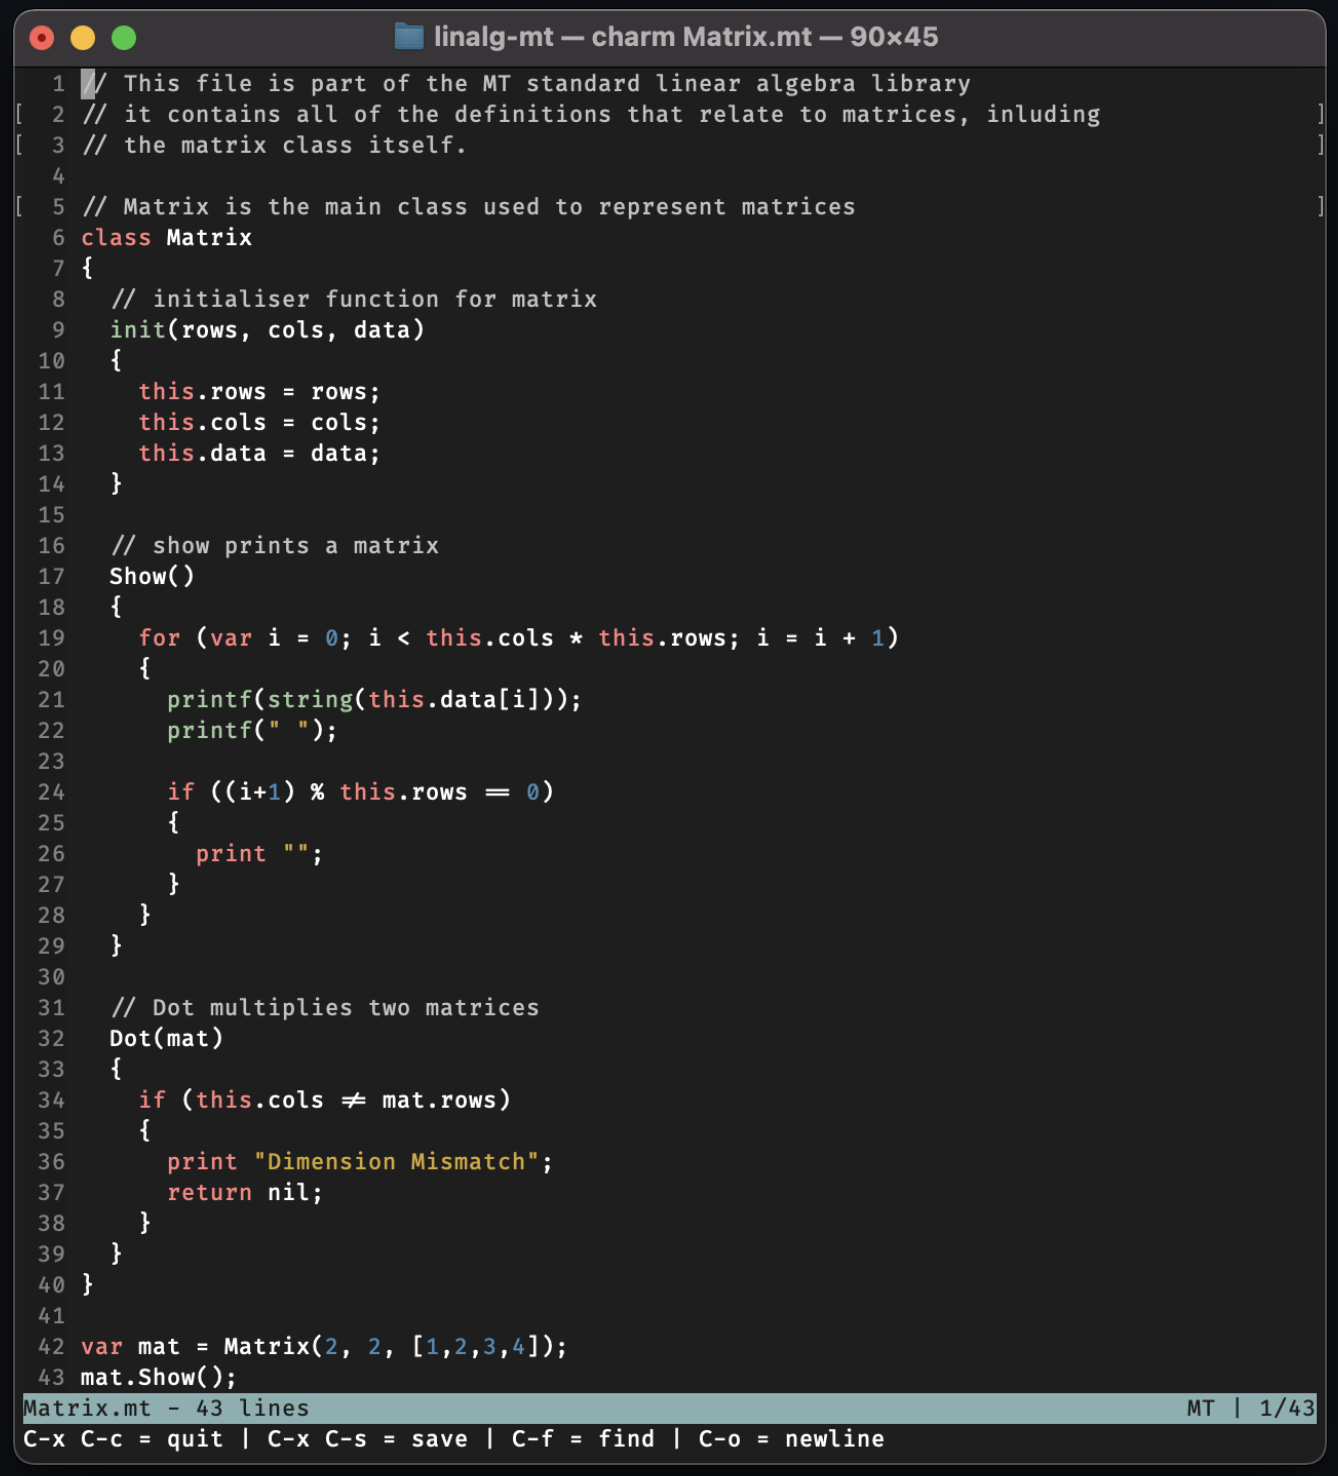 linalg-mt — charm Matrix.mt — 90×45
1 // This file is part of the MT standard linear algebra library
[ 2 // it contains all of the definitions that relate to matrices, inluding ]
[ 3 // the matrix class itself. ]
4
[ 5 // Matrix is the main class used to represent matrices ]
6 class Matrix
7 {
8   // initialiser function for matrix
9   init(rows, cols, data)
10   {
11     this.rows = rows;
12     this.cols = cols;
13     this.data = data;
14   }
15
16   // show prints a matrix
17   Show()
18   {
19     for (var i = 0; i < this.cols * this.rows; i = i + 1)
20     {
21       printf(string(this.data[i]));
22       printf(" ");
23
24       if ((i+1) % this.rows == 0)
25       {
26         print "";
27       }
28     }
29   }
30
31   // Dot multiplies two matrices
32   Dot(mat)
33   {
34     if (this.cols != mat.rows)
35     {
36       print "Dimension Mismatch";
37       return nil;
38     }
39   }
40 }
41
42 var mat = Matrix(2, 2, [1,2,3,4]);
43 mat.Show();
Matrix.mt - 43 lines MT | 1/43
C-x C-c = quit | C-x C-s = save | C-f = find | C-o = newline